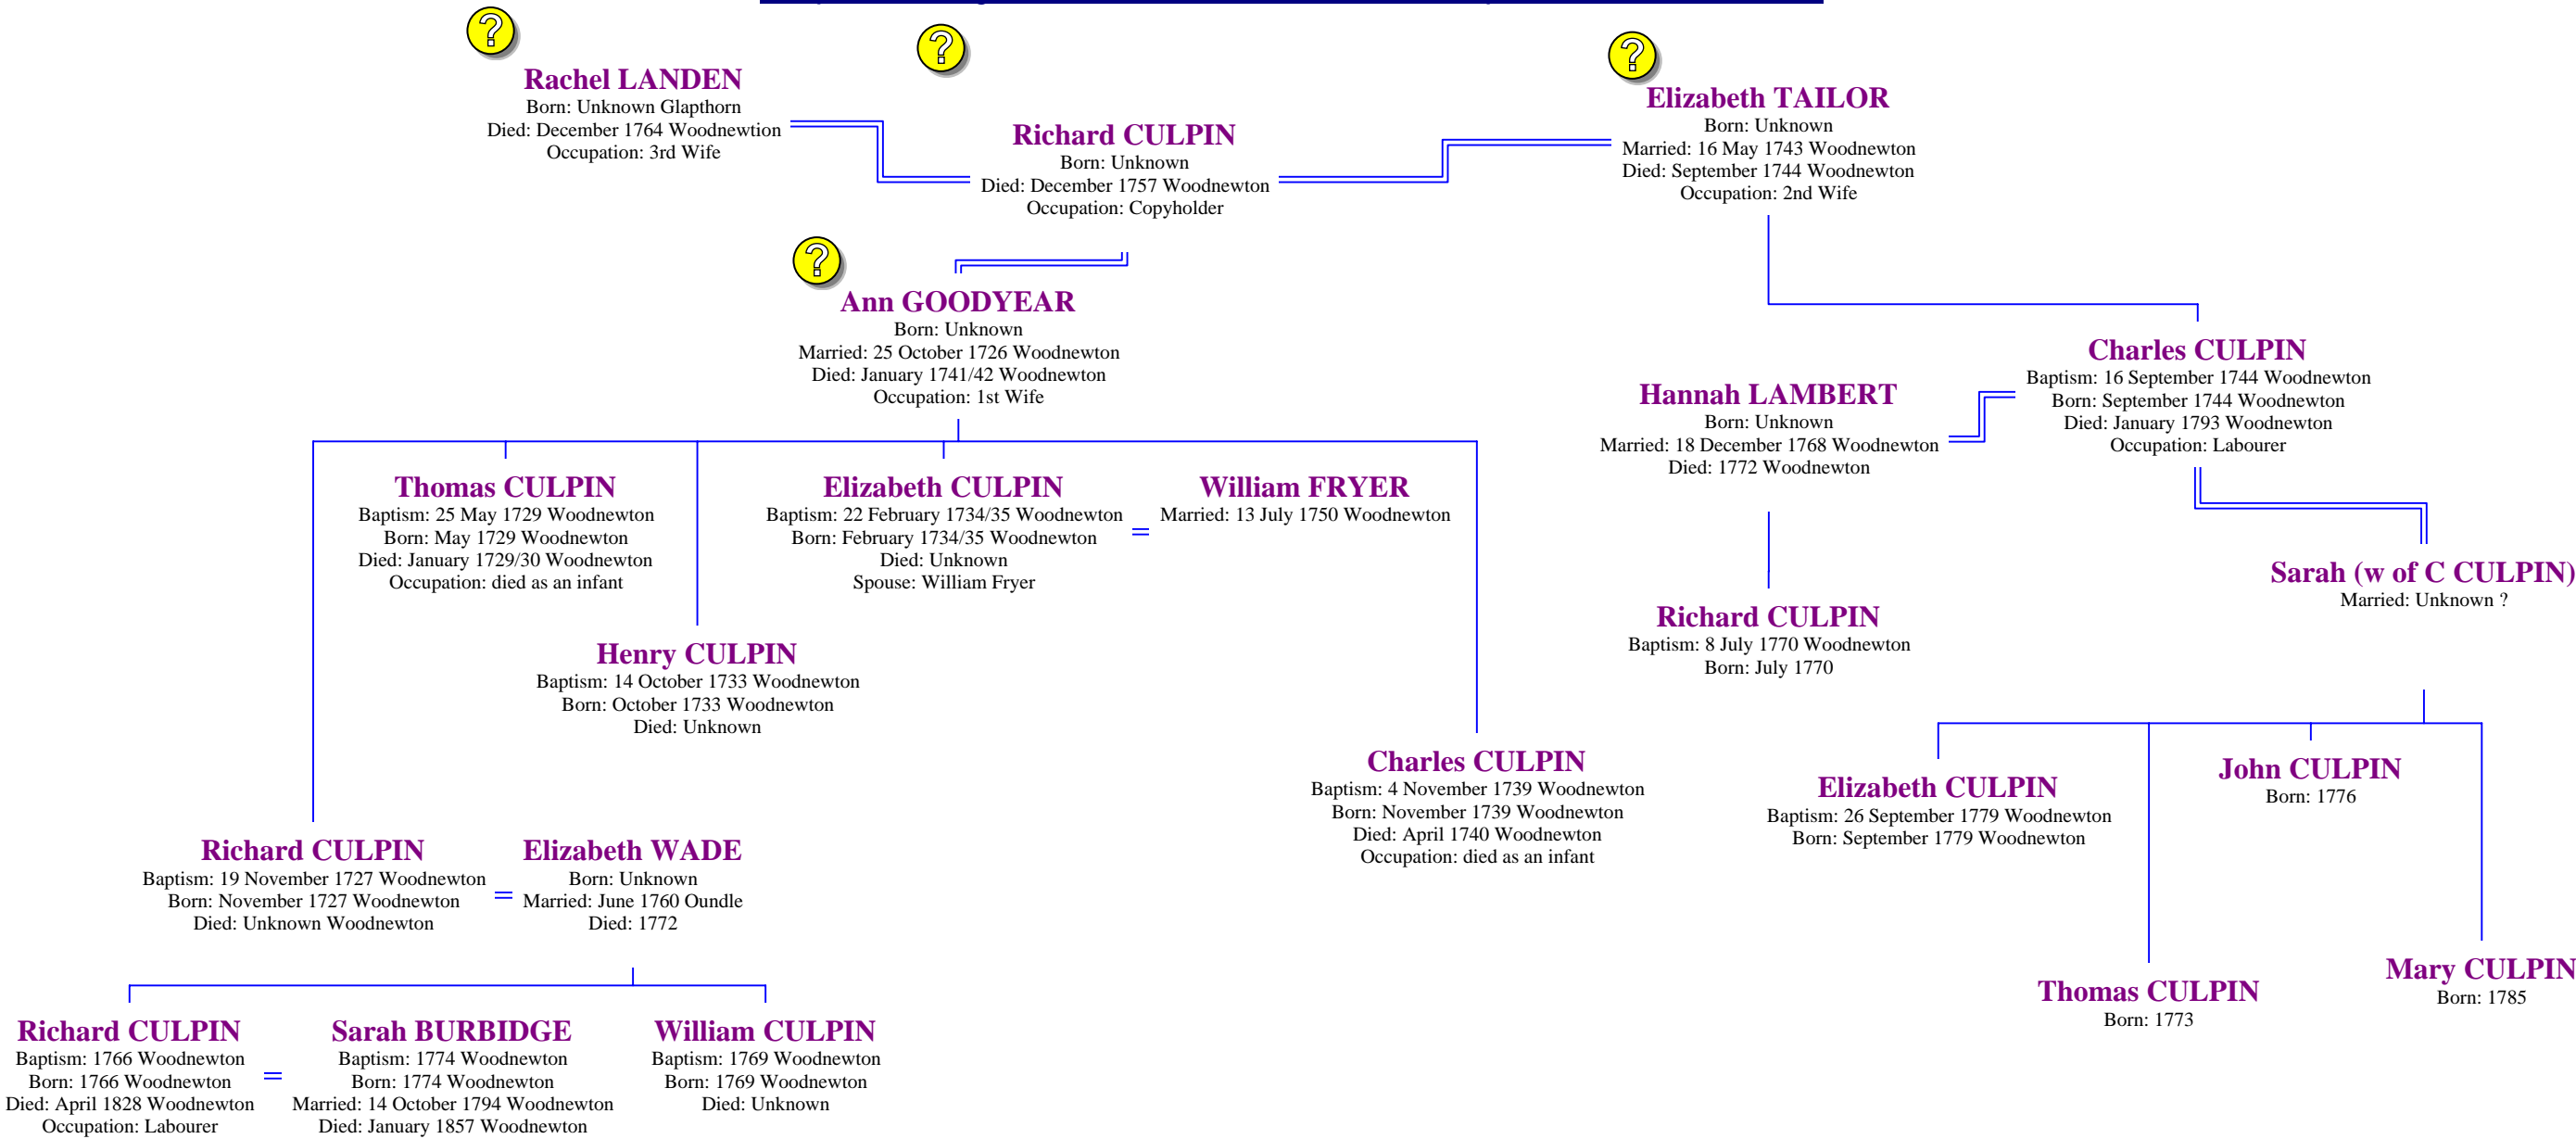 Rachel LANDEN
Born: Unknown Glapthorn
Died: December 1764 Woodnewtion
Occupation: 3rd Wife
Richard CULPIN
Born: Unknown
Died: December 1757 Woodnewton
Occupation: Copyholder
Elizabeth TAILOR
Born: Unknown
Married: 16 May 1743 Woodnewton
Died: September 1744 Woodnewton
Occupation: 2nd Wife
Ann GOODYEAR
Born: Unknown
Married: 25 October 1726 Woodnewton
Died: January 1741/42 Woodnewton
Occupation: 1st Wife
Charles CULPIN
Baptism: 16 September 1744 Woodnewton
Born: September 1744 Woodnewton
Died: January 1793 Woodnewton
Occupation: Labourer
Hannah LAMBERT
Born: Unknown
Married: 18 December 1768 Woodnewton
Died: 1772 Woodnewton
Thomas CULPIN
Baptism: 25 May 1729 Woodnewton
Born: May 1729 Woodnewton
Died: January 1729/30 Woodnewton
Occupation: died as an infant
Elizabeth CULPIN
Baptism: 22 February 1734/35 Woodnewton
Born: February 1734/35 Woodnewton
Died: Unknown
Spouse: William Fryer
William FRYER
Married: 13 July 1750 Woodnewton
Sarah (w of C CULPIN)
Married: Unknown ?
Richard CULPIN
Baptism: 8 July 1770 Woodnewton
Born: July 1770
Henry CULPIN
Baptism: 14 October 1733 Woodnewton
Born: October 1733 Woodnewton
Died: Unknown
Charles CULPIN
Baptism: 4 November 1739 Woodnewton
Born: November 1739 Woodnewton
Died: April 1740 Woodnewton
Occupation: died as an infant
Elizabeth CULPIN
Baptism: 26 September 1779 Woodnewton
Born: September 1779 Woodnewton
John CULPIN
Born: 1776
Richard CULPIN
Baptism: 19 November 1727 Woodnewton
Born: November 1727 Woodnewton
Died: Unknown Woodnewton
Elizabeth WADE
Born: Unknown
Married: June 1760 Oundle
Died: 1772
Thomas CULPIN
Born: 1773
Mary CULPIN
Born: 1785
Richard CULPIN
Baptism: 1766 Woodnewton
Born: 1766 Woodnewton
Died: April 1828 Woodnewton
Occupation: Labourer
Sarah BURBIDGE
Baptism: 1774 Woodnewton
Born: 1774 Woodnewton
Married: 14 October 1794 Woodnewton
Died: January 1857 Woodnewton
William CULPIN
Baptism: 1769 Woodnewton
Born: 1769 Woodnewton
Died: Unknown